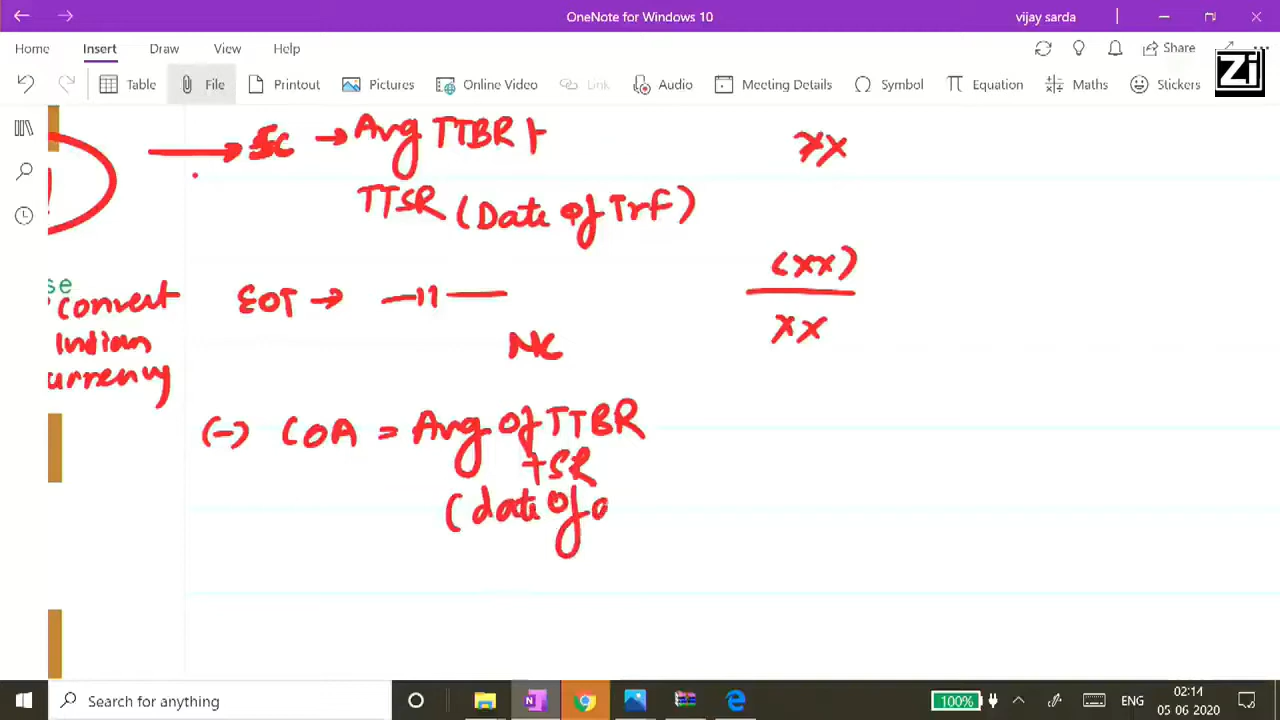 OneNote for Windows 10
vijay sarda
Home Insert Draw View Help
Share
Table File Printout Pictures Online Video Link Audio Meeting Details Symbol Equation Maths Stickers
Zi
→ Avg TTBR +
xx
TTSR (Date of Trf)
(xx)
se
convert
EOT → —11—
xx
Indian
NC
urrency
(-) COA = Avg of TTBR
+SR
(date of a
Search for anything
100%
ENG
02:14
05-06-2020